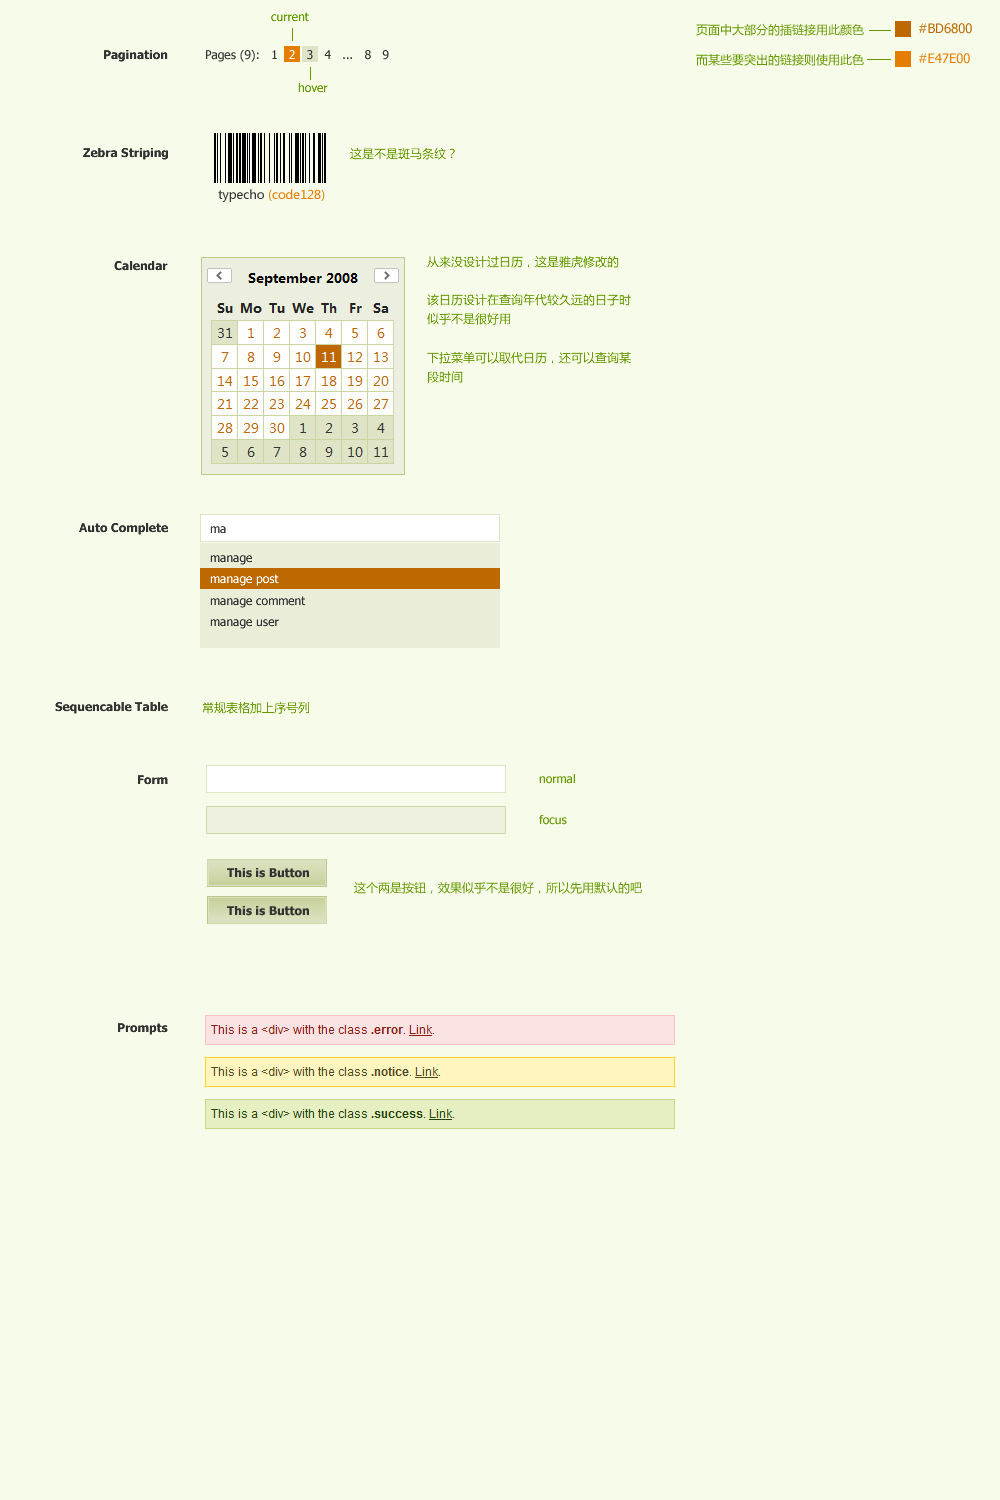 current
Pagination
Pages (9): 1 2 3 4 ... 8 9
hover
页面中大部分的插链接用此颜色 #BD6800
而某些要突出的链接则使用此色 #E47E00
Zebra Striping
typecho (code128)
这是不是斑马条纹？
Calendar
September 2008
Su Mo Tu We Th Fr Sa
31 1 2 3 4 5 6
7 8 9 10 11 12 13
14 15 16 17 18 19 20
21 22 23 24 25 26 27
28 29 30 1 2 3 4
5 6 7 8 9 10 11
从来没设计过日历，这是雅虎修改的
该日历设计在查询年代较久远的日子时
似乎不是很好用
下拉菜单可以取代日历，还可以查询某
段时间
Auto Complete
ma
manage
manage post
manage comment
manage user
Sequencable Table
常规表格加上序号列
Form
normal
focus
This is Button
This is Button
这个两是按钮，效果似乎不是很好，所以先用默认的吧
Prompts
This is a <div> with the class .error. Link.
This is a <div> with the class .notice. Link.
This is a <div> with the class .success. Link.